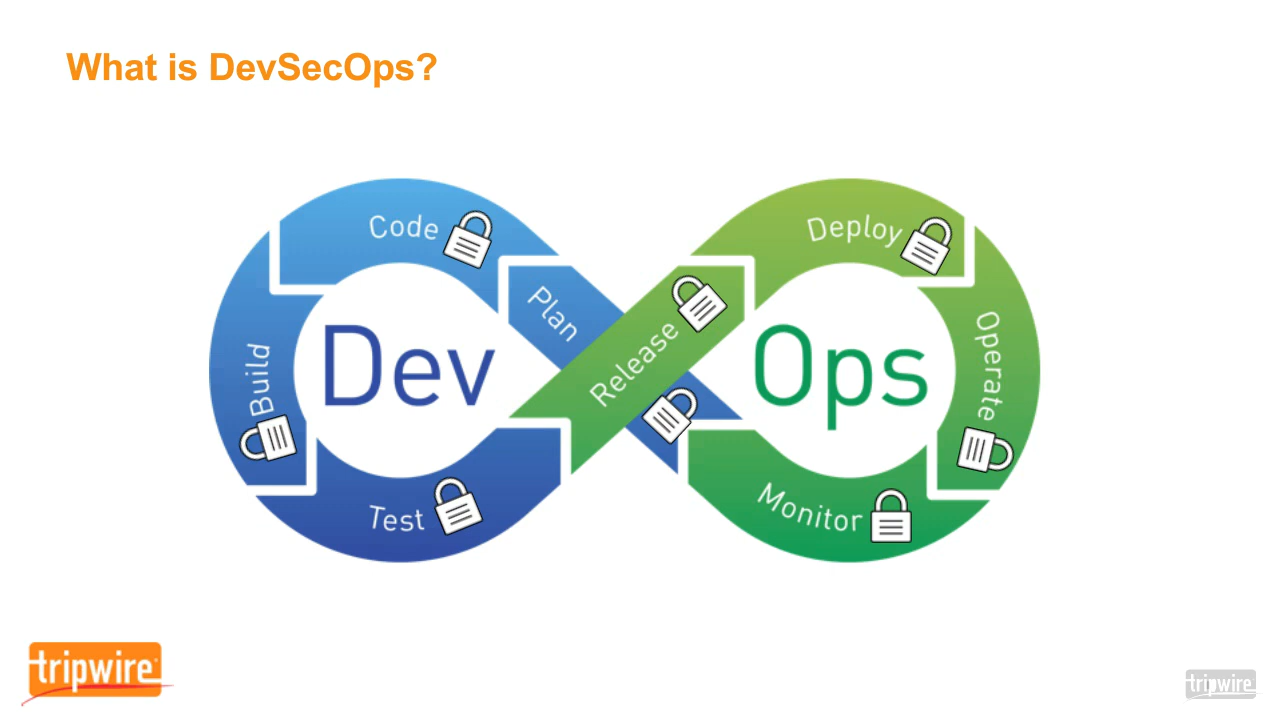 What is DevSecOps?
Code
Deploy
Plan
Release
Build
Dev
Ops
Operate
Test
Monitor
tripwire
tripwire